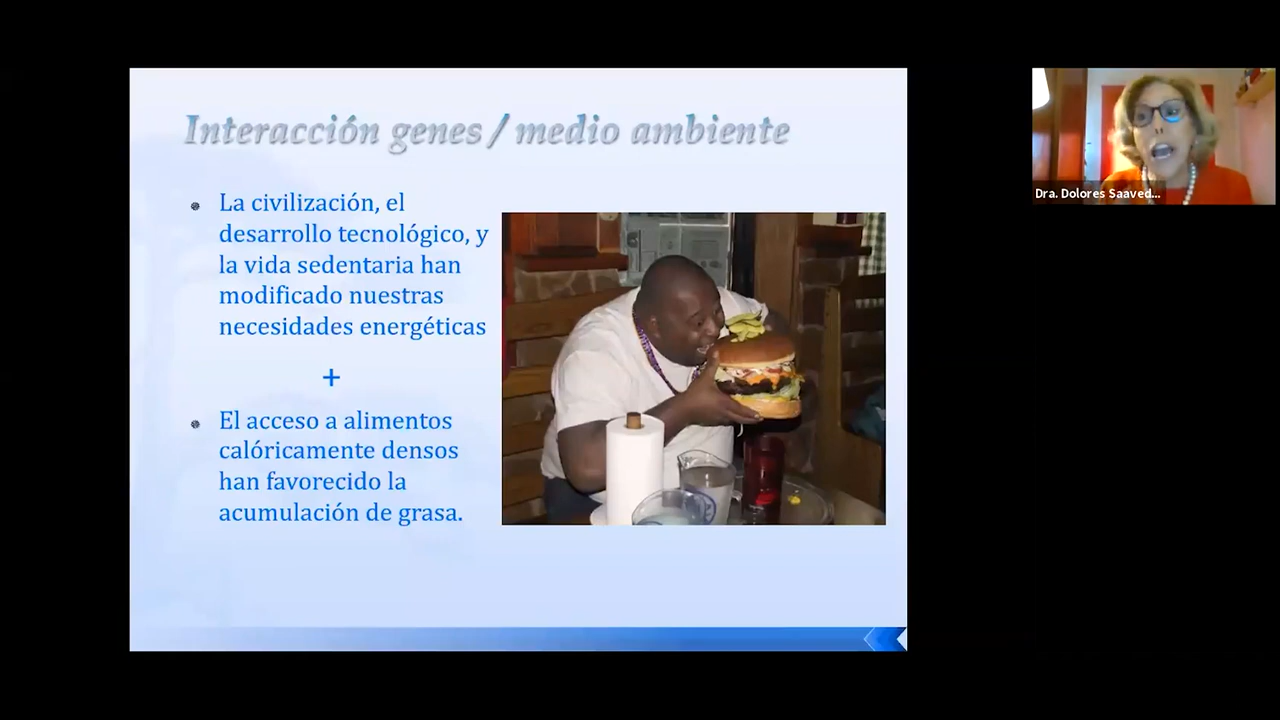 Interacción genes / medio ambiente
La civilización, el
desarrollo tecnológico, y
la vida sedentaria han
modificado nuestras
necesidades energéticas
+
El acceso a alimentos
calóricamente densos
han favorecido la
acumulación de grasa.
Dra. Dolores Saaved...